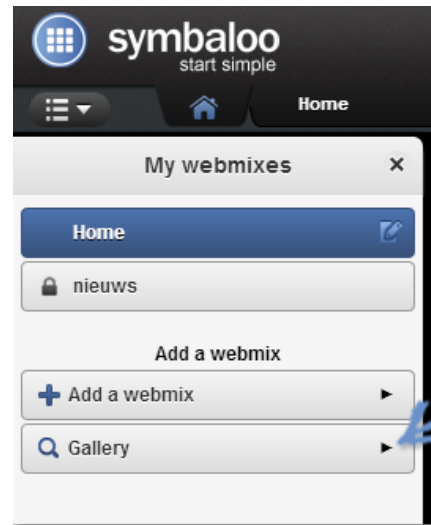 symbaloo
start simple
Home
My webmixes
Home
nieuws
Add a webmix
Add a webmix
Gallery